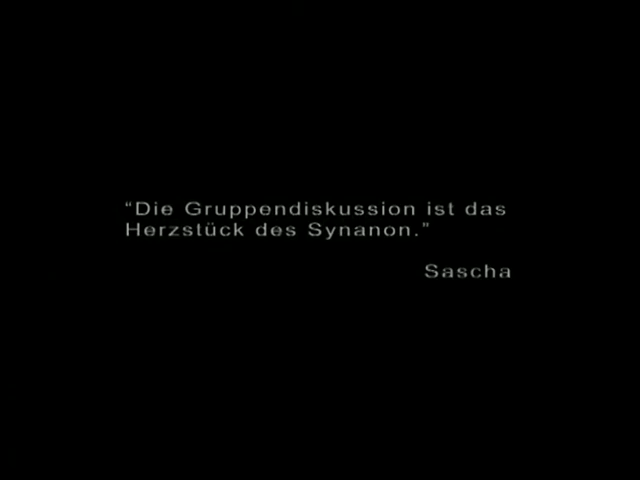 “Die Gruppendiskussion ist das
Herzstück des Synanon.”
Sascha